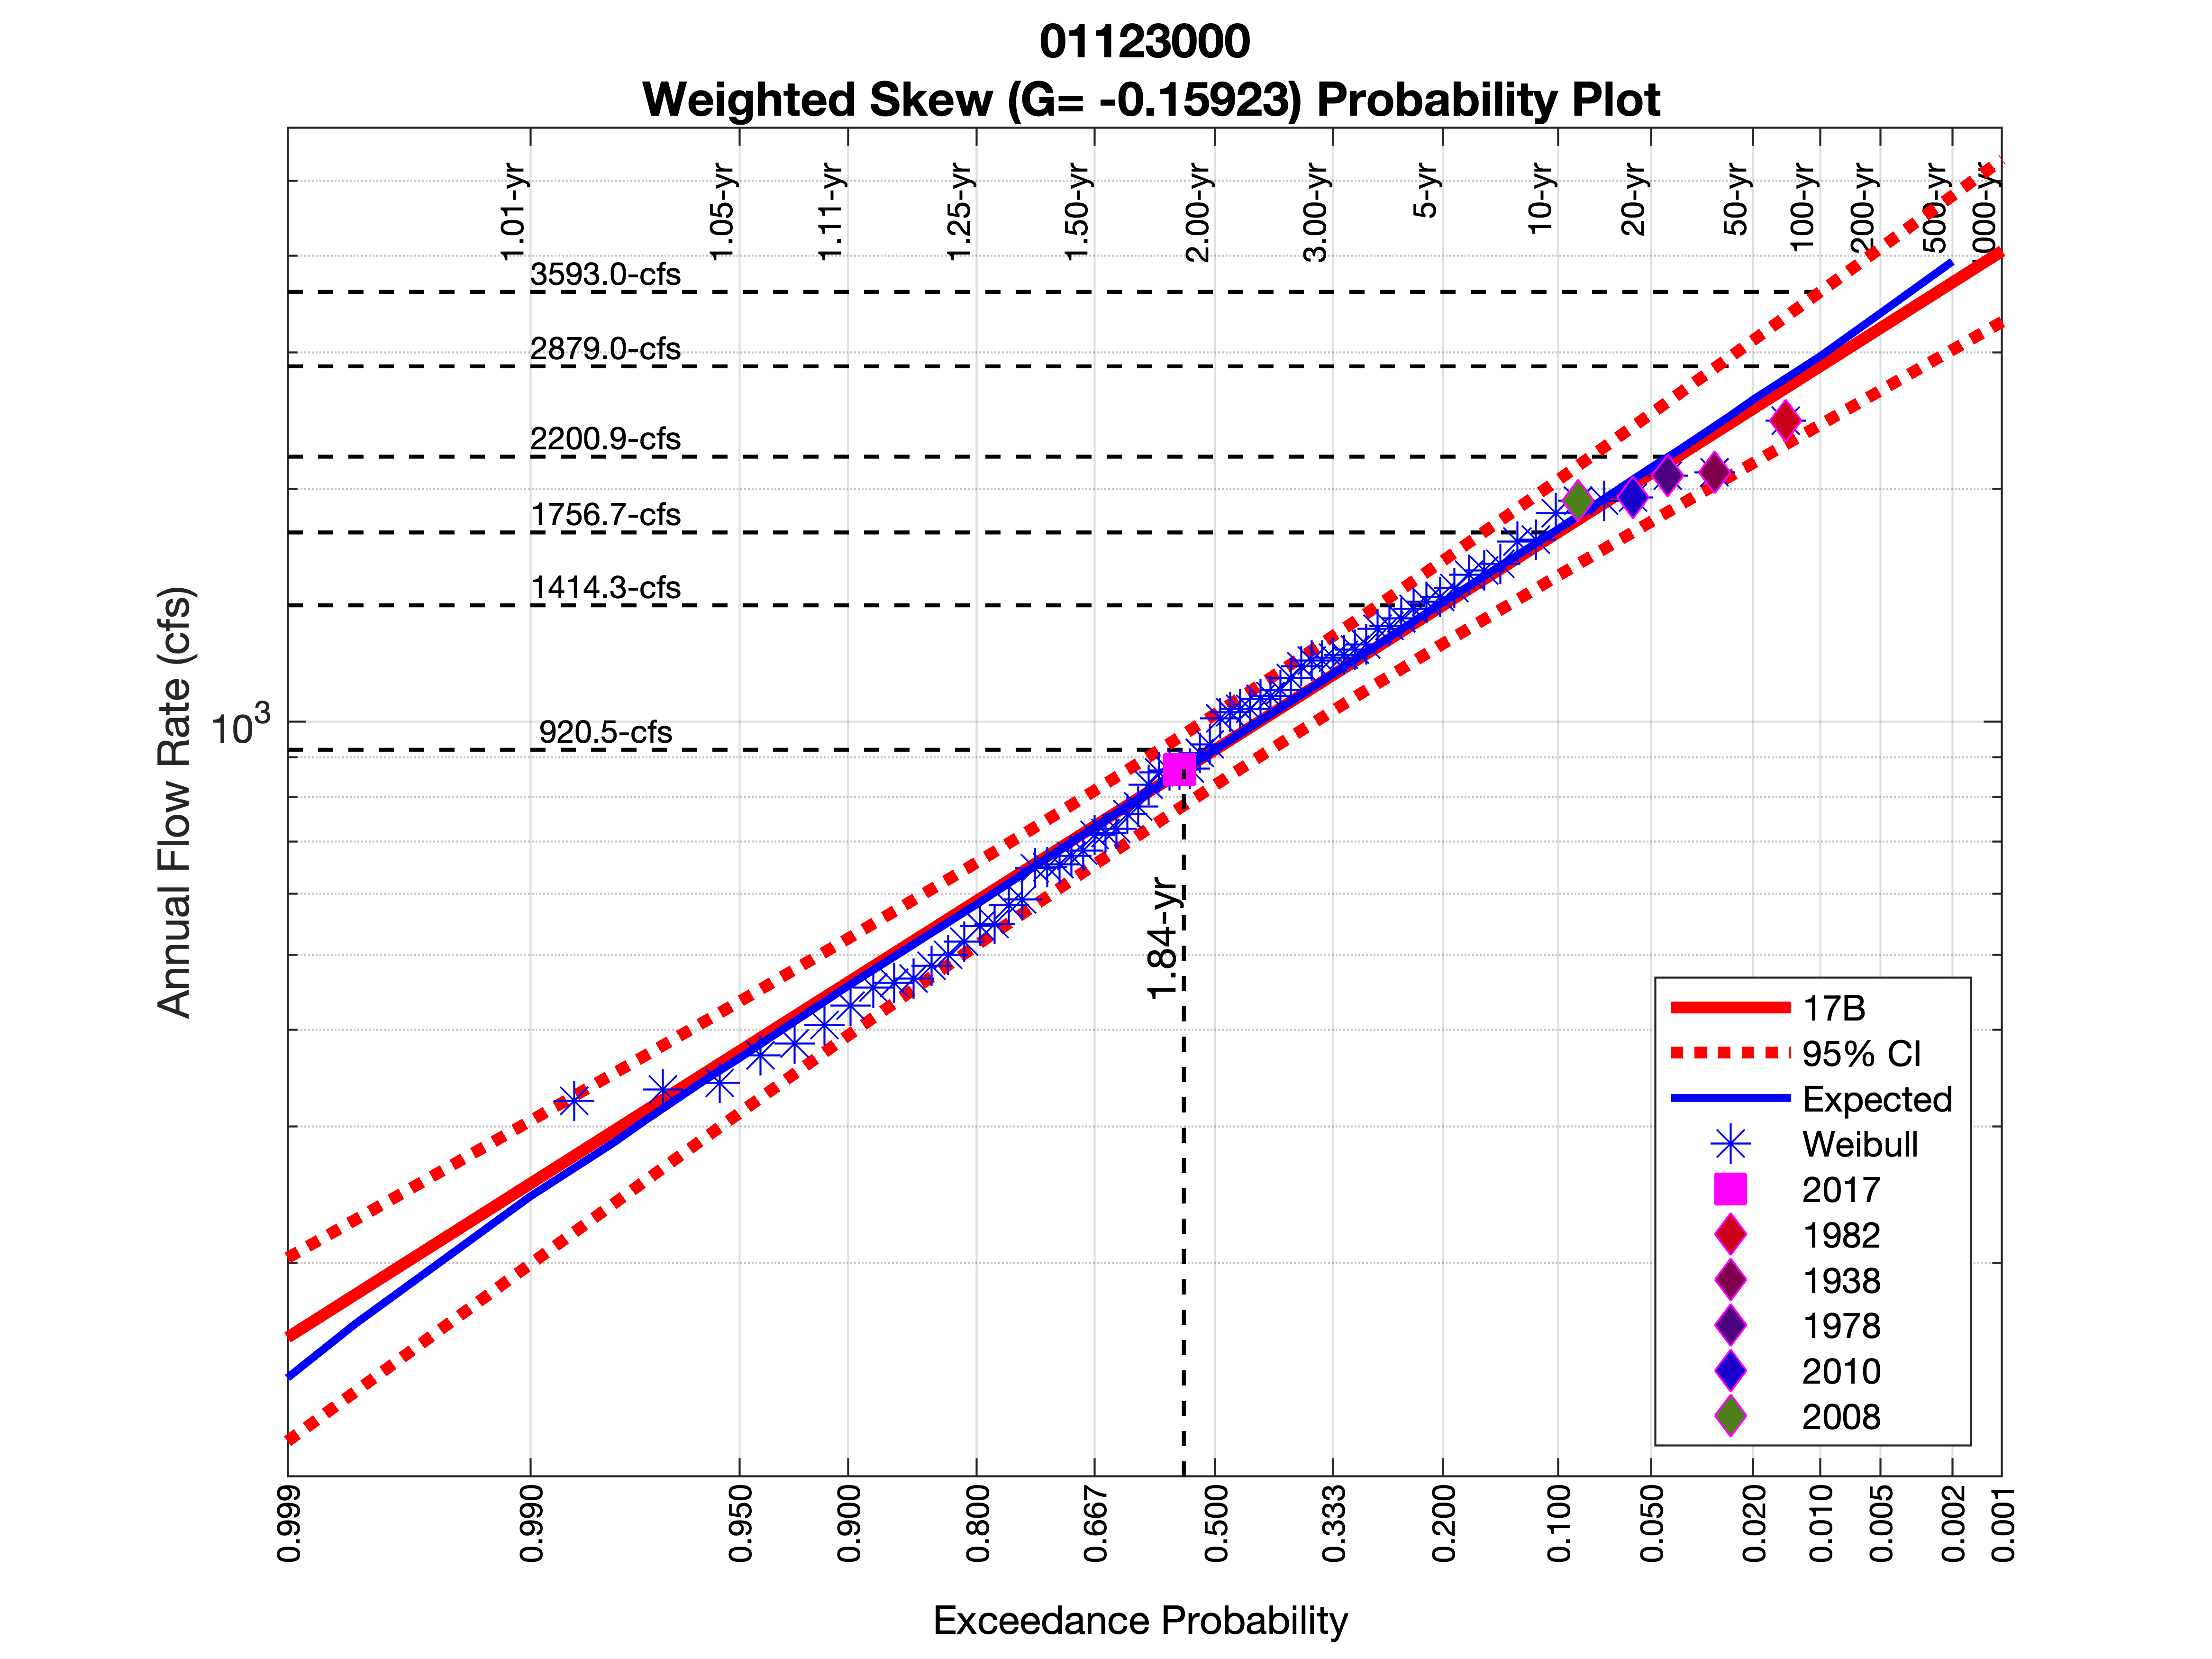 01123000
Weighted Skew (G= -0.15923) Probability Plot
1.01-yr
1.05-yr
1.11-yr
1.25-yr
1.50-yr
2.00-yr
3.00-yr
5-yr
10-yr
20-yr
50-yr
100-yr
200-yr
500-yr
000-yr
3593.0-cfs
2879.0-cfs
2200.9-cfs
1756.7-cfs
1414.3-cfs
920.5-cfs
10³
Annual Flow Rate (cfs)
1.84-yr
17B
95% CI
Expected
Weibull
2017
1982
1938
1978
2010
2008
0.999
0.990
0.950
0.900
0.800
0.667
0.500
0.333
0.200
0.100
0.050
0.020
0.010
0.005
0.002
0.001
Exceedance Probability